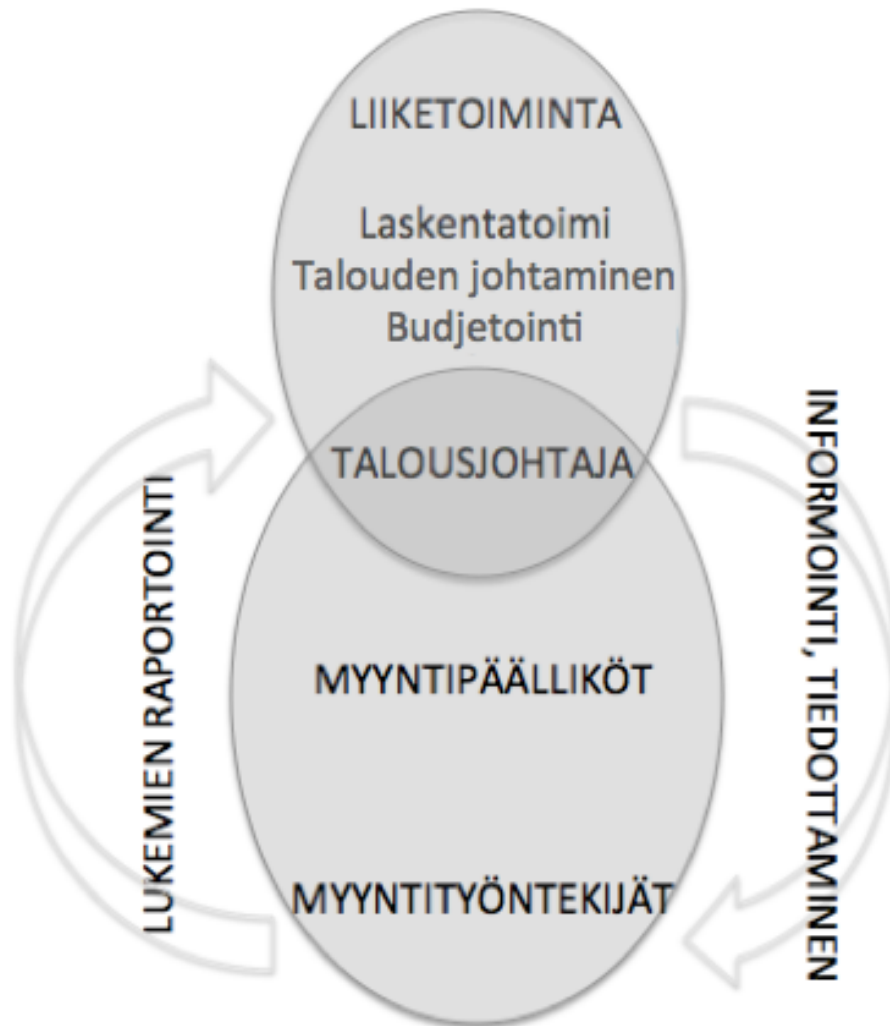 LIIKETOIMINTA
Laskentatoimi
Talouden johtaminen
Budjetointi
TALOUSJOHTAJA
MYYNTIPÄÄLLIKÖT
MYYNTITYÖNTEKIJÄT
LUKEMIEN RAPORTOINTI
INFORMOINTI, TIEDOTTAMINEN